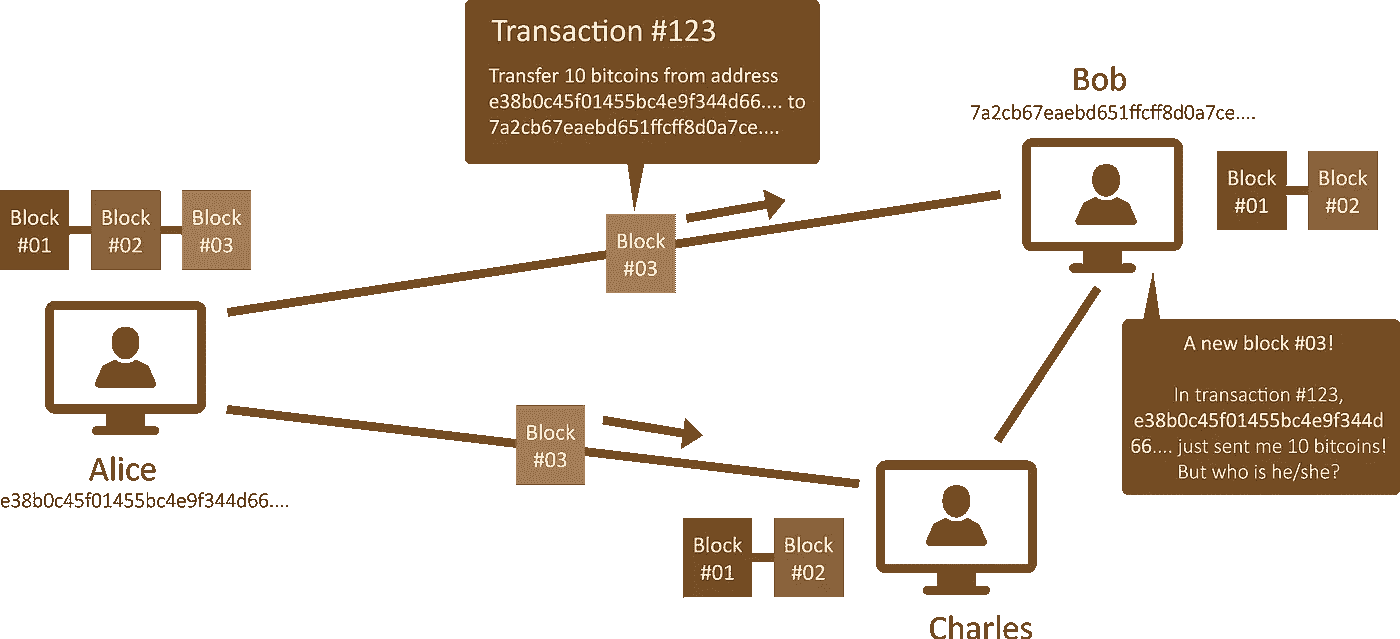 Transaction #123
Transfer 10 bitcoins from address
e38b0c45f01455bc4e9f344d66.... to
7a2cb67eaebd651ffcff8d0a7ce....
Bob
7a2cb67eaebd651ffcff8d0a7ce....
Block
#01
Block
#02
Block
#03
Block
#03
Block
#01
Block
#02
A new block #03!
In transaction #123,
e38b0c45f01455bc4e9f344d
66.... just sent me 10 bitcoins!
But who is he/she?
Alice
e38b0c45f01455bc4e9f344d66....
Block
#03
Block
#01
Block
#02
Charles